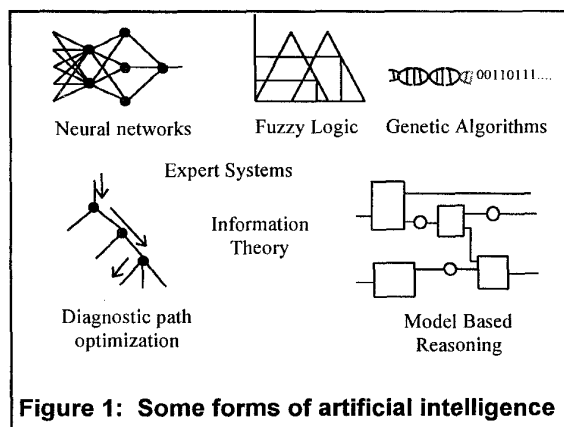 00110111....
Neural networks
Fuzzy Logic
Genetic Algorithms
Expert Systems
Information
Theory
Diagnostic path
optimization
Model Based
Reasoning
Figure 1: Some forms of artificial intelligence